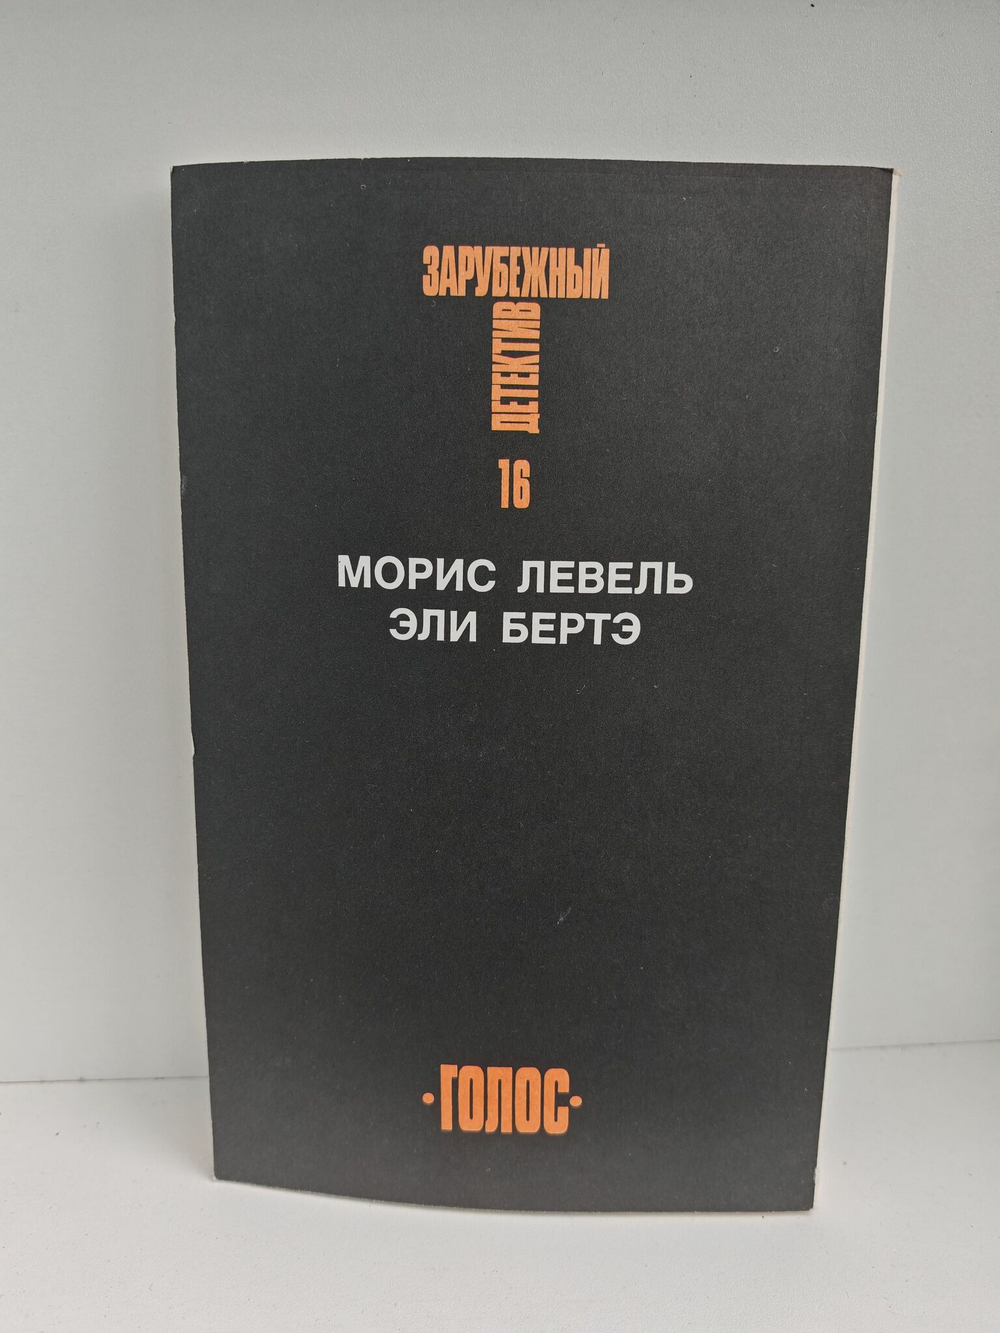 ЗАРУБЕЖНЫЙ
ДЕТЕКТИВ
16
МОРИС ЛЕВЕЛЬ
ЭЛИ БЕРТЭ
·ГОЛОС·